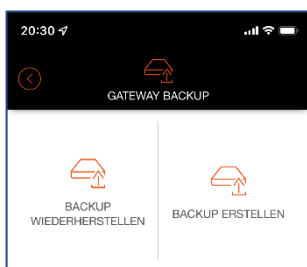 20:30
GATEWAY BACKUP
BACKUP
WIEDERHERSTELLEN
BACKUP ERSTELLEN